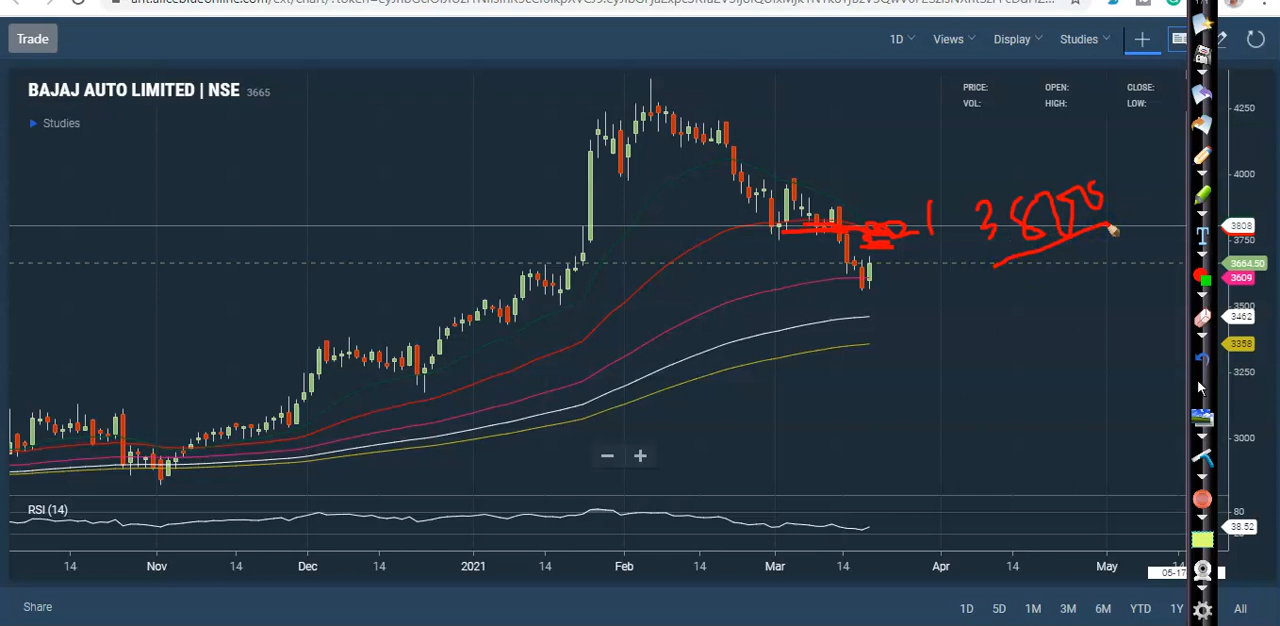 Trade
1D Views Display Studies
BAJAJ AUTO LIMITED | NSE 3665
PRICE: OPEN: CLOSE:
VOL: HIGH: LOW:
Studies
4250
4000
3808
3750
3664.50
3609
3500
3462
3358
3250
3000
RSI (14)
80
38.52
14 Nov 14 Dec 14 2021 14 Feb Mar 14 Apr 14 May 14
05-17
Share
1D 5D 1M 3M 6M YTD 1Y All